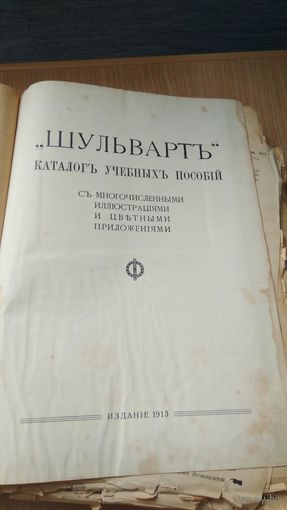 „ШУЛЬВАРТЪ“
КАТАЛОГЪ УЧЕБНЫХЪ ПОСОБІЙ
СЪ МНОГОЧИСЛЕННЫМИ
ИЛЛЮСТРАЦІЯМИ
И ЦВѢТНЫМИ
ПРИЛОЖЕНІЯМИ
ИЗДАНІЕ 1913